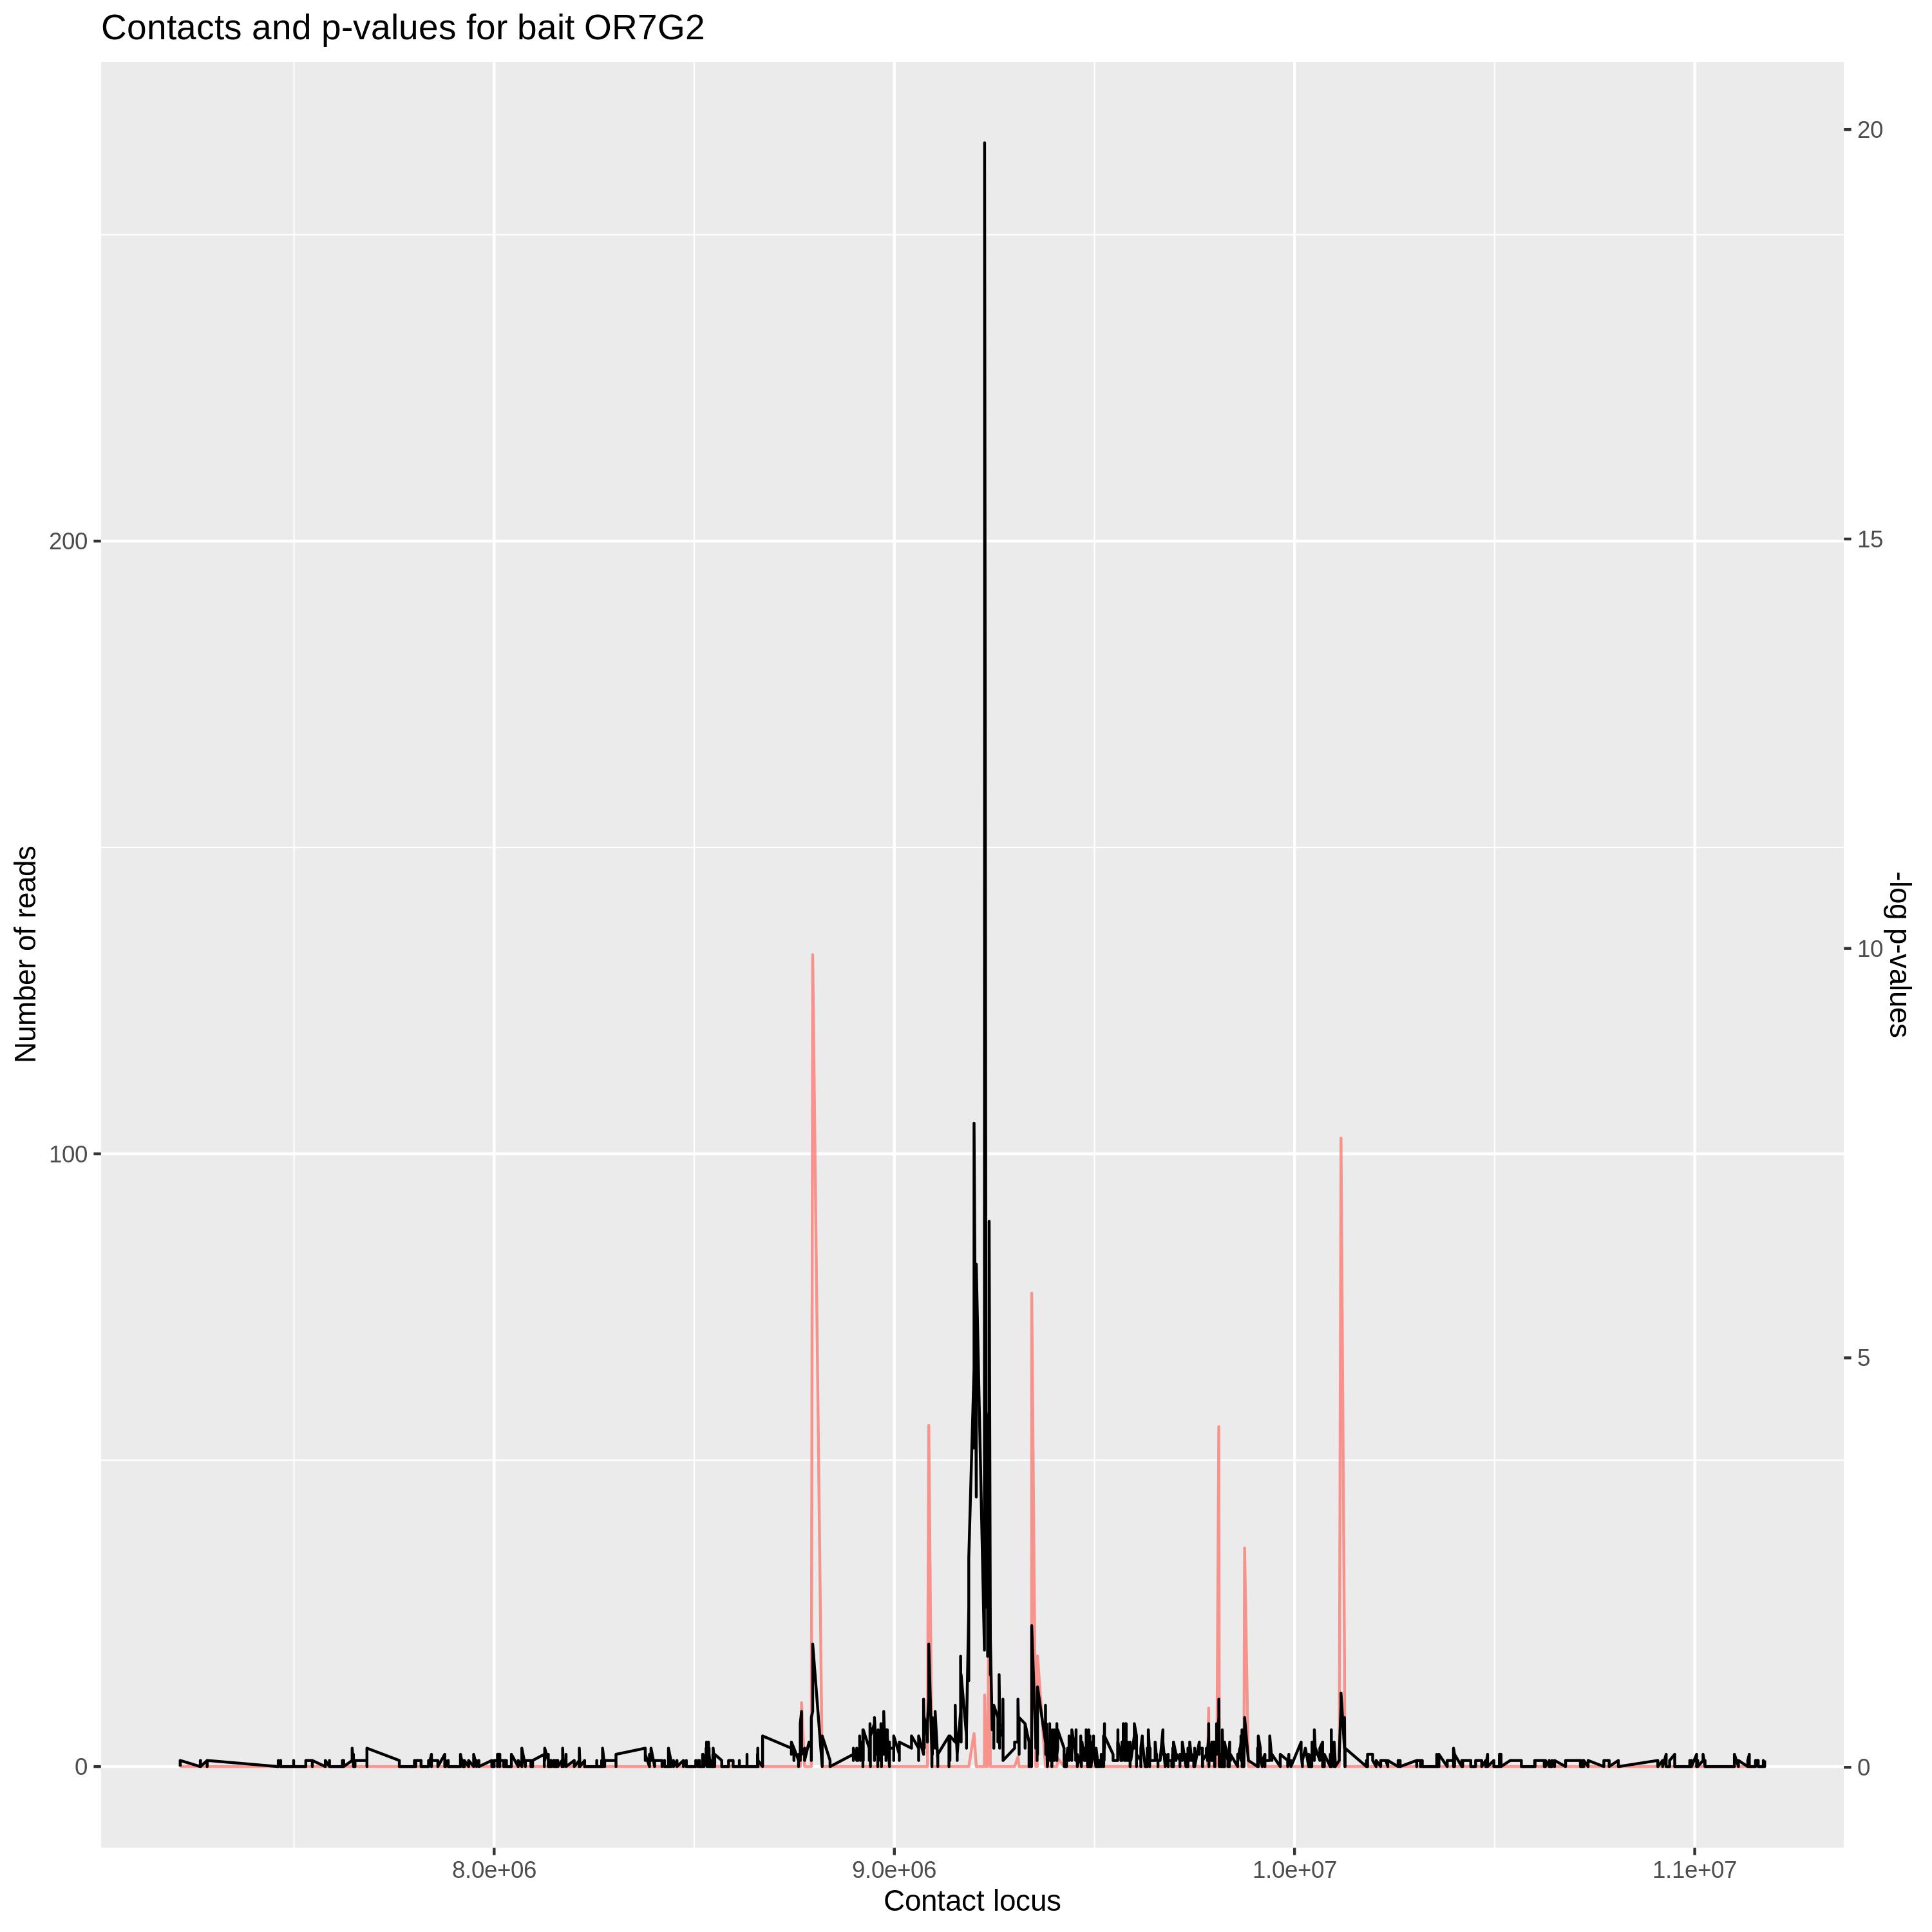 Contacts and p-values for bait OR7G2
20
200
15
Number of reads
-log p-values
10
100
5
0
0
8.0e+06
9.0e+06
1.0e+07
1.1e+07
Contact locus